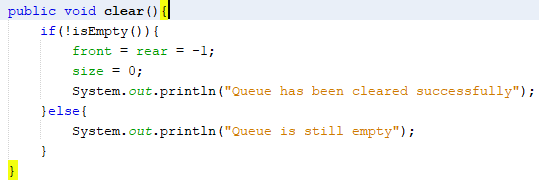 public void clear(){
    if(!isEmpty()){
        front = rear = -1;
        size = 0;
        System.out.println("Queue has been cleared successfully");
    }else{
        System.out.println("Queue is still empty");
    }
}